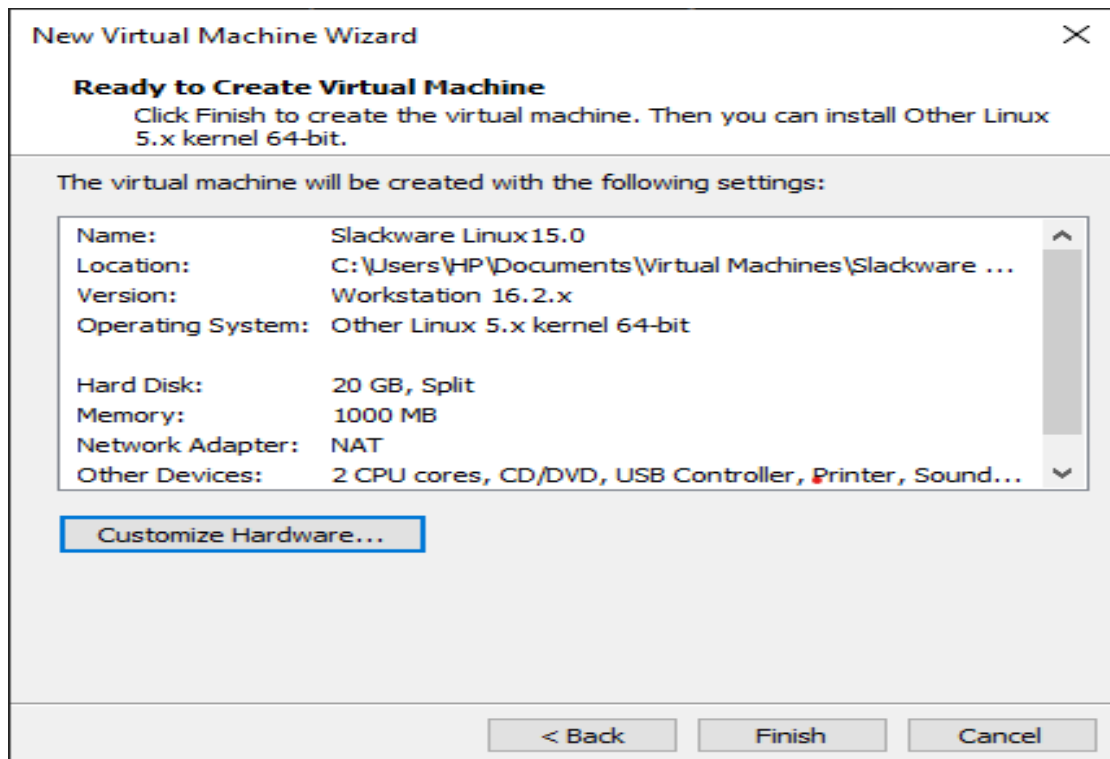 New Virtual Machine Wizard
Ready to Create Virtual Machine
Click Finish to create the virtual machine. Then you can install Other Linux
5.x kernel 64-bit.
The virtual machine will be created with the following settings:
Name: Slackware Linux15.0
Location: C:\Users\HP\Documents\Virtual Machines\Slackware ...
Version: Workstation 16.2.x
Operating System: Other Linux 5.x kernel 64-bit
Hard Disk: 20 GB, Split
Memory: 1000 MB
Network Adapter: NAT
Other Devices: 2 CPU cores, CD/DVD, USB Controller, Printer, Sound...
Customize Hardware...
< Back Finish Cancel